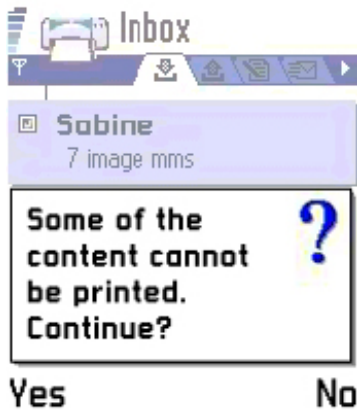 Inbox
Sabine
7 image mms
Some of the
content cannot
be printed.
Continue?
Yes No